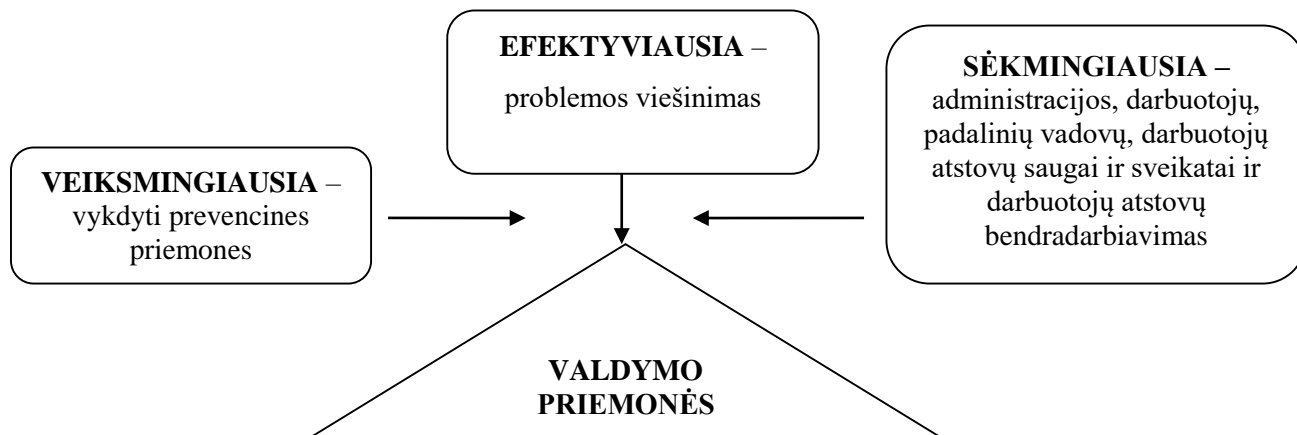 VEIKSMINGIAUSIA –
vykdyti prevencines
priemones
EFEKTYVIAUSIA –
problemos viešinimas
SĖKMINGIAUSIA –
administracijos, darbuotojų,
padalinių vadovų, darbuotojų
atstovų saugai ir sveikatai ir
darbuotojų atstovų
bendradarbiavimas
VALDYMO
PRIEMONĖS